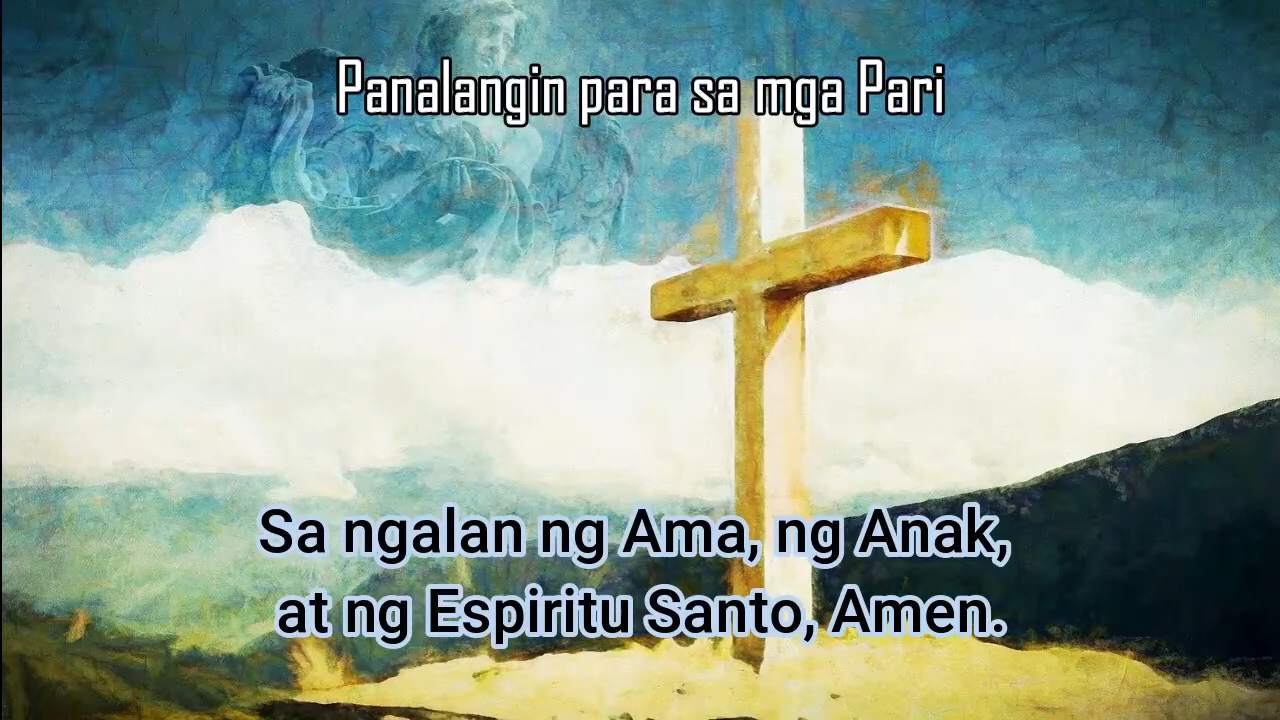 Panalangin para sa mga Pari
Sa ngalan ng Ama, ng Anak,
at ng Espiritu Santo, Amen.